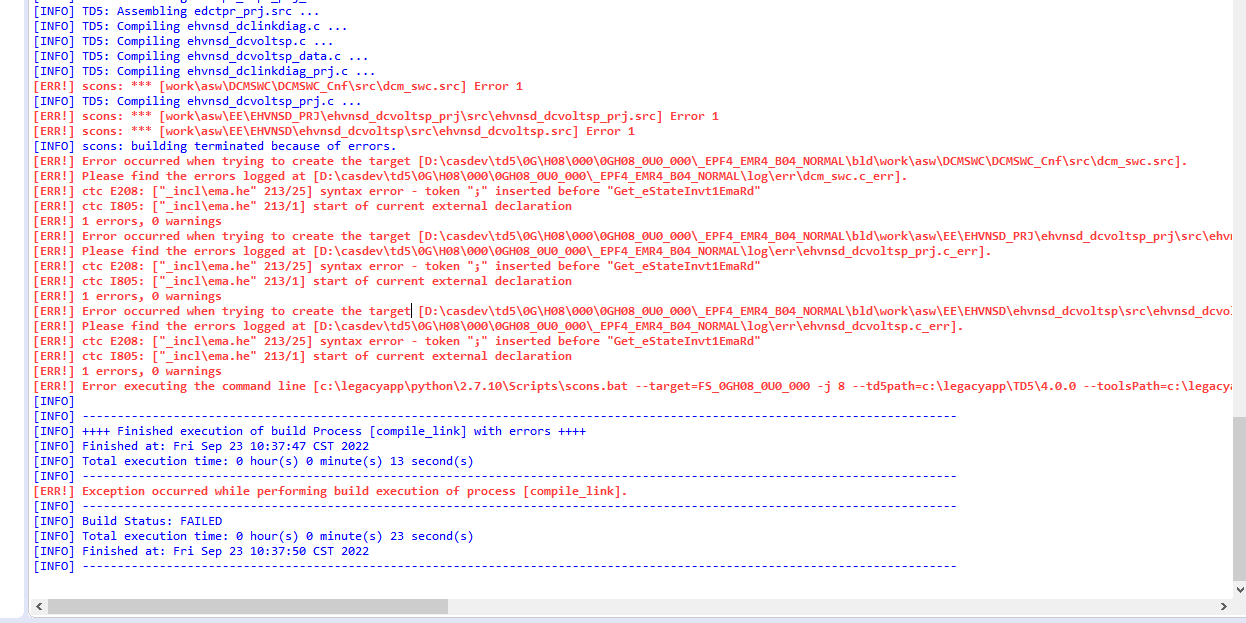 [INFO] TD5: Assembling edctpr_prj.src ...
[INFO] TD5: Compiling ehvnsd_dclinkdiag.c ...
[INFO] TD5: Compiling ehvnsd_dcvoltsp.c ...
[INFO] TD5: Compiling ehvnsd_dcvoltsp_data.c ...
[INFO] TD5: Compiling ehvnsd_dclinkdiag_prj.c ...
[ERR!] scons: *** [work\asw\DCMSWC\DCMSWC_Cnf\src\dcm_swc.src] Error 1
[INFO] TD5: Compiling ehvnsd_dcvoltsp_prj.c ...
[ERR!] scons: *** [work\asw\EE\EHVNSD_PRJ\ehvnsd_dcvoltsp_prj\src\ehvnsd_dcvoltsp_prj.src] Error 1
[ERR!] scons: *** [work\asw\EE\EHVNSD\ehvnsd_dcvoltsp\src\ehvnsd_dcvoltsp.src] Error 1
[INFO] scons: building terminated because of errors.
[ERR!] Error occurred when trying to create the target [D:\casdev\td5\0G\H08\000\0GH08_0U0_000\_EPF4_EMR4_B04_NORMAL\bld\work\asw\DCMSWC\DCMSWC_Cnf\src\dcm_swc.src].
[ERR!] Please find the errors logged at [D:\casdev\td5\0G\H08\000\0GH08_0U0_000\_EPF4_EMR4_B04_NORMAL\log\err\dcm_swc.c_err].
[ERR!] ctc E208: ["_incl\ema.he" 213/25] syntax error - token ";" inserted before "Get_eStateInvt1EmaRd"
[ERR!] ctc I805: ["_incl\ema.he" 213/1] start of current external declaration
[ERR!] 1 errors, 0 warnings
[ERR!] Error occurred when trying to create the target [D:\casdev\td5\0G\H08\000\0GH08_0U0_000\_EPF4_EMR4_B04_NORMAL\bld\work\asw\EE\EHVNSD_PRJ\ehvnsd_dcvoltsp_prj\src\ehvn
[ERR!] Please find the errors logged at [D:\casdev\td5\0G\H08\000\0GH08_0U0_000\_EPF4_EMR4_B04_NORMAL\log\err\ehvnsd_dcvoltsp_prj.c_err].
[ERR!] ctc E208: ["_incl\ema.he" 213/25] syntax error - token ";" inserted before "Get_eStateInvt1EmaRd"
[ERR!] ctc I805: ["_incl\ema.he" 213/1] start of current external declaration
[ERR!] 1 errors, 0 warnings
[ERR!] Error occurred when trying to create the target [D:\casdev\td5\0G\H08\000\0GH08_0U0_000\_EPF4_EMR4_B04_NORMAL\bld\work\asw\EE\EHVNSD\ehvnsd_dcvoltsp\src\ehvnsd_dcvo
[ERR!] Please find the errors logged at [D:\casdev\td5\0G\H08\000\0GH08_0U0_000\_EPF4_EMR4_B04_NORMAL\log\err\ehvnsd_dcvoltsp.c_err].
[ERR!] ctc E208: ["_incl\ema.he" 213/25] syntax error - token ";" inserted before "Get_eStateInvt1EmaRd"
[ERR!] ctc I805: ["_incl\ema.he" 213/1] start of current external declaration
[ERR!] 1 errors, 0 warnings
[ERR!] Error executing the command line [c:\legacyapp\python\2.7.10\Scripts\scons.bat --target=FS_0GH08_0U0_000 -j 8 --td5path=c:\legacyapp\TD5\4.0.0 --toolsPath=c:\legacya
[INFO]
[INFO] -----------------------------------------------------------------------------------------------------------------------------
[INFO] ++++ Finished execution of build Process [compile_link] with errors ++++
[INFO] Finished at: Fri Sep 23 10:37:47 CST 2022
[INFO] Total execution time: 0 hour(s) 0 minute(s) 13 second(s)
[INFO] -----------------------------------------------------------------------------------------------------------------------------
[ERR!] Exception occurred while performing build execution of process [compile_link].
[INFO] -----------------------------------------------------------------------------------------------------------------------------
[INFO] Build Status: FAILED
[INFO] Total execution time: 0 hour(s) 0 minute(s) 23 second(s)
[INFO] Finished at: Fri Sep 23 10:37:50 CST 2022
[INFO] -----------------------------------------------------------------------------------------------------------------------------